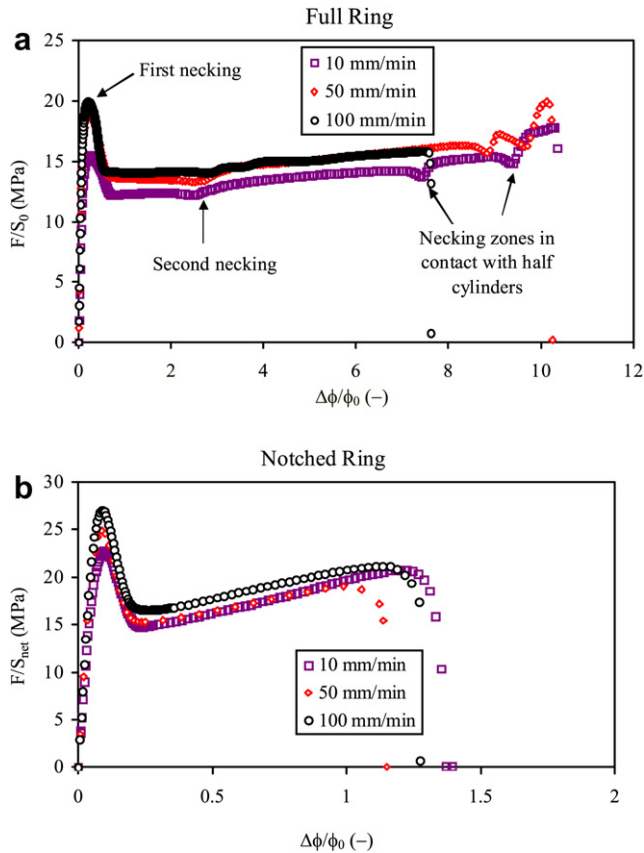 Full Ring
a
25
20
15
10
5
0
F/S0 (MPa)
First necking
10 mm/min
50 mm/min
100 mm/min
Second necking
Necking zones in
contact with half
cylinders
0 2 4 6 8 10 12
Δϕ/ϕ0 (−)
Notched Ring
b
30
25
20
15
10
5
0
F/Snet (MPa)
10 mm/min
50 mm/min
100 mm/min
0 0.5 1 1.5 2
Δϕ/ϕ0 (−)